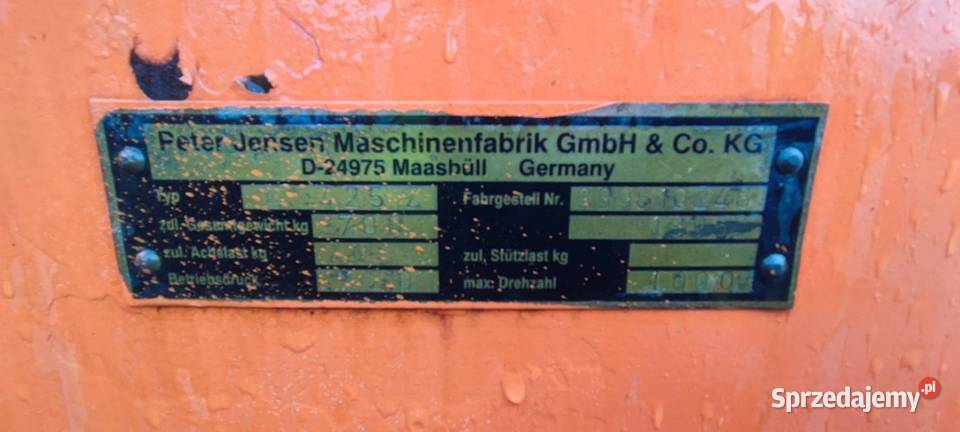 Peter Jensen Maschinenfabrik GmbH & Co. KG
D-24975 Maasbüll Germany
Typ Fahrgestell Nr.
zul. Gesamtgewicht kg
zul. Achslast kg zul. Stützlast kg
Betriebsdruck max: Drehzahl 1000
Sprzedajemy.pl